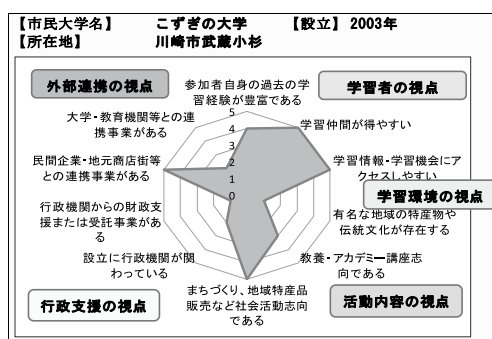 【市民大学名】 こずぎの大学 【設立】 2003年
【所在地】 川崎市武蔵小杉
外部連携の視点
参加者自身の過去の学
習経験が豊富である
学習者の視点
大学・教育機関等との連
携事業がある
学習仲間が得やすい
民間企業・地元商店街等
との連携事業がある
学習情報・学習機会にア
クセスしやすい
学習環境の視点
行政機関からの財政支
援または受託事業があ
る
有名な地域の特産物や
伝統文化が存在する
設立に行政機関が関
わっている
教養・アカデミー講座志
向である
まちづくり、地域特産品
販売など社会活動志向
である
行政支援の視点
活動内容の視点
5
4
3
2
1
0